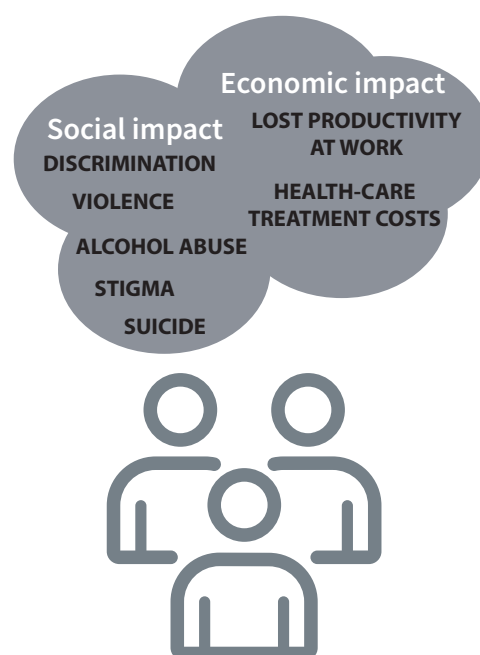 Social impact
DISCRIMINATION
VIOLENCE
ALCOHOL ABUSE
STIGMA
SUICIDE
Economic impact
LOST PRODUCTIVITY
AT WORK
HEALTH-CARE
TREATMENT COSTS